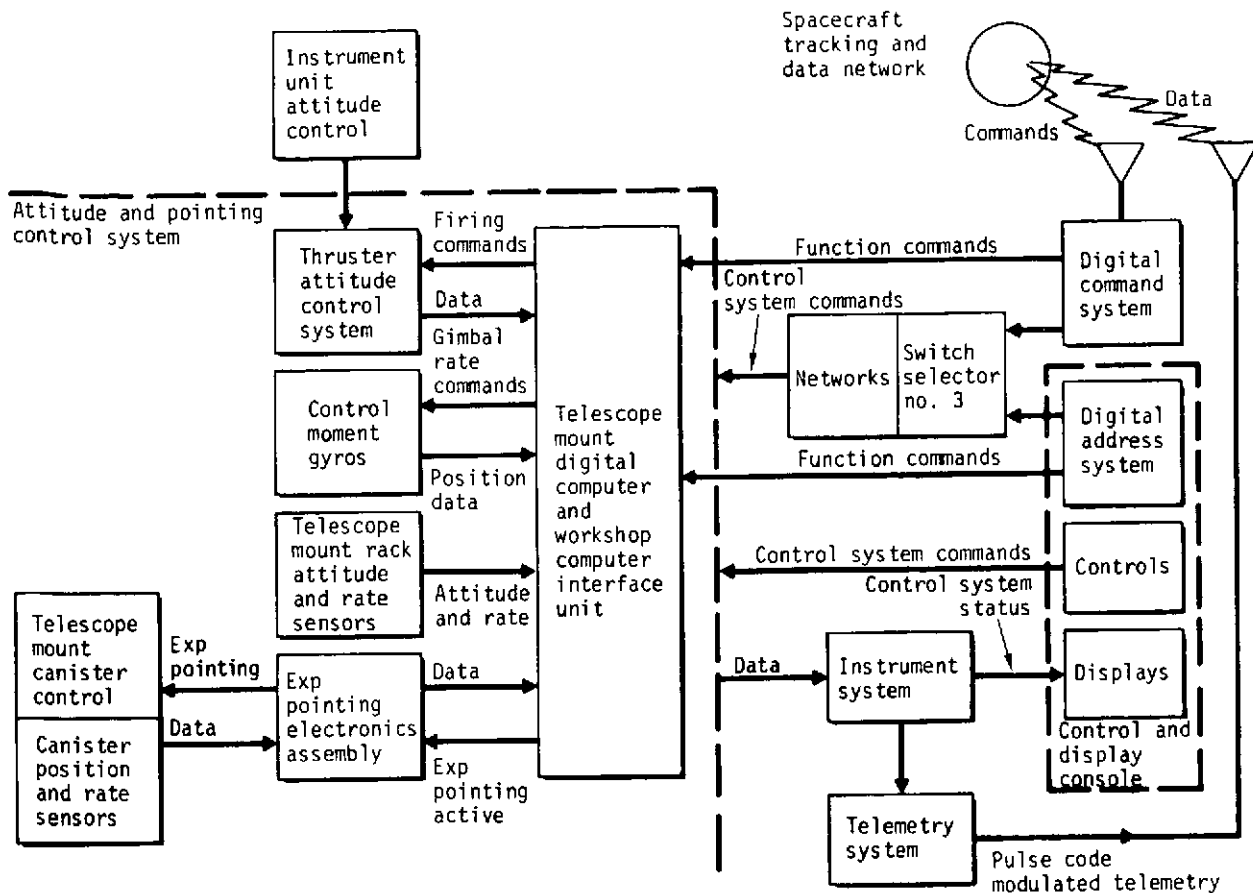 Spacecraft
tracking and
data network
Data
Commands
Instrument
unit
attitude
control
Attitude and pointing
control system
Thruster
attitude
control
system
Firing
commands
Data
Gimbal
rate
commands
Control
moment
gyros
Position
data
Telescope
mount rack
attitude
and rate
sensors
Attitude
and rate
Telescope
mount
canister
control
Canister
position
and rate
sensors
Exp
pointing
Data
Exp
pointing
electronics
assembly
Data
Exp
pointing
active
Telescope
mount
digital
computer
and
workshop
computer
interface
unit
Function commands
Control
system commands
Networks
Switch
selector
no. 3
Digital
command
system
Digital
address
system
Function commands
Control system commands
Controls
Control system
status
Data
Instrument
system
Displays
Control and
display
console
Telemetry
system
Pulse code
modulated telemetry